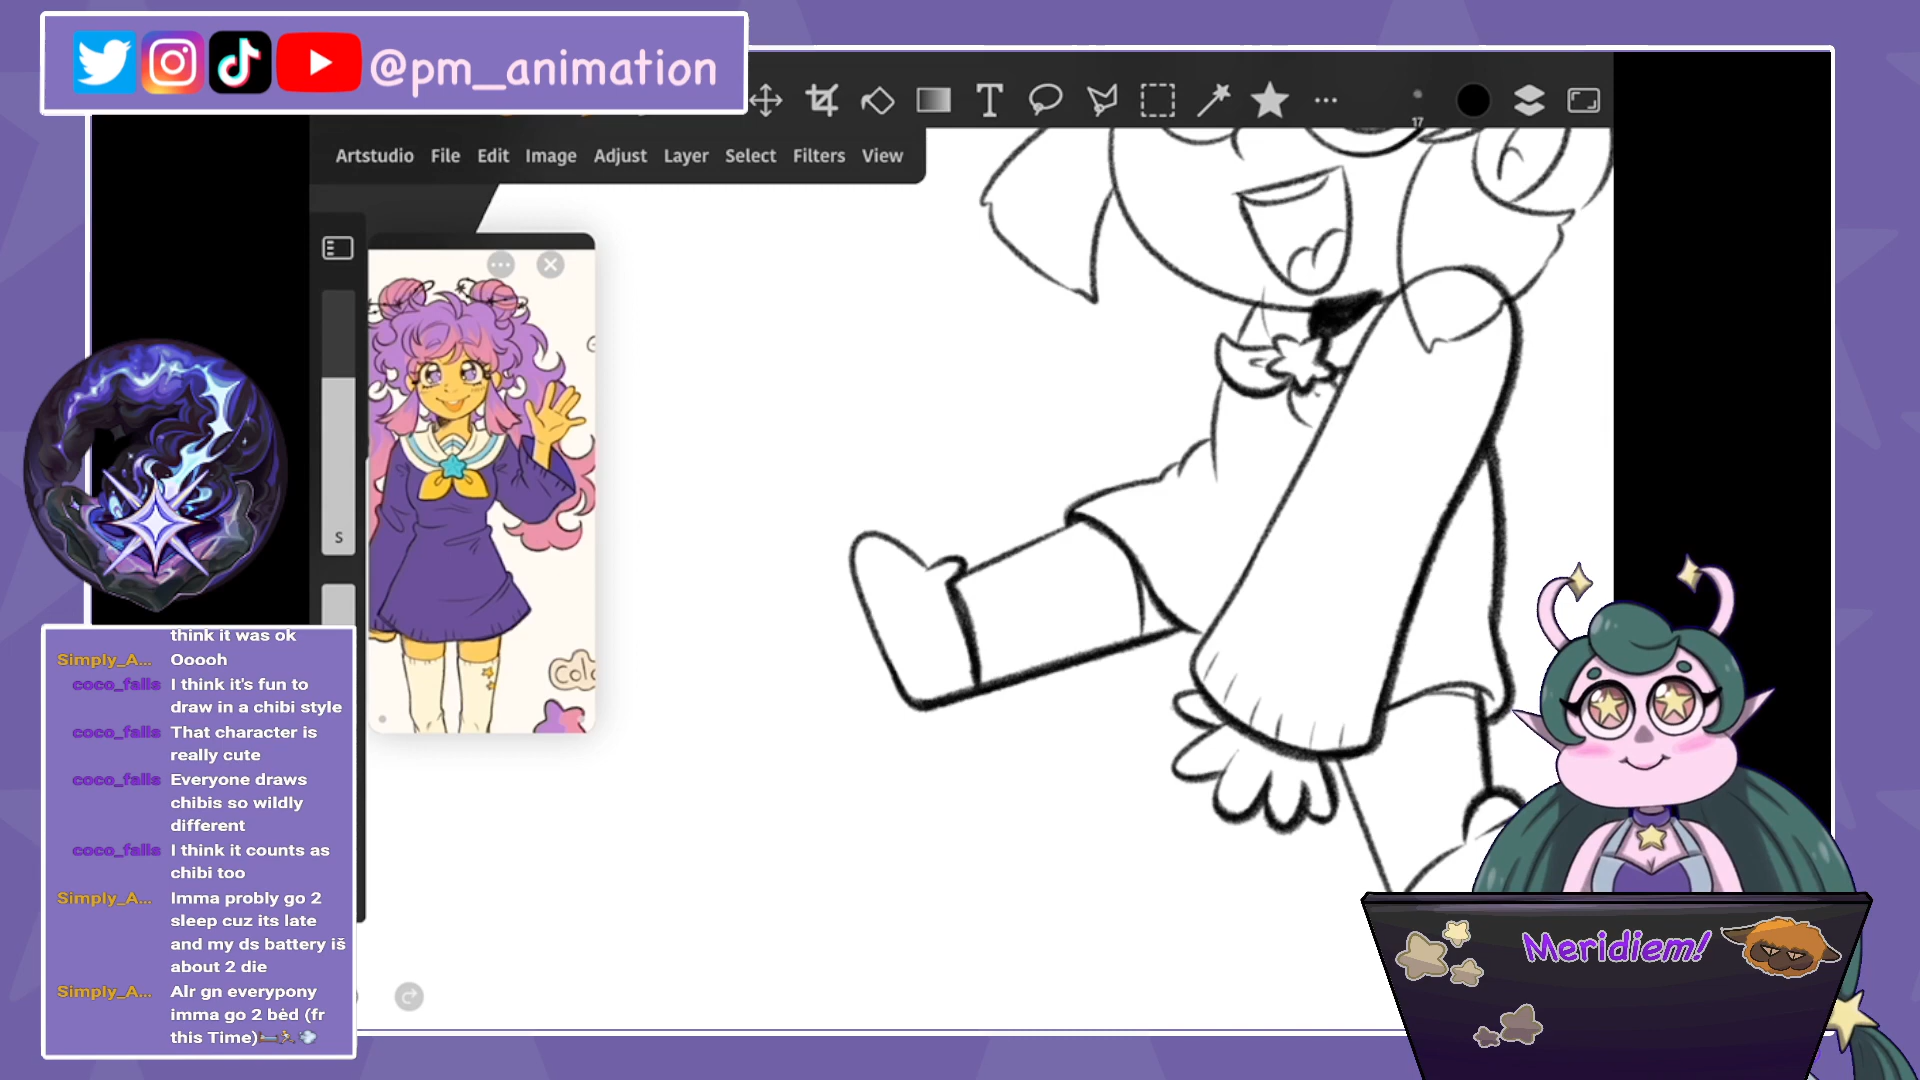 @pm_animation
17
Artstudio File Edit Image Adjust Layer Select Filters View
S
think it was ok
Simply_A... Ooooh
coco_falls I think it's fun to
draw in a chibi style
coco_falls That character is
really cute
coco_falls Everyone draws
chibis so wildly
different
coco_falls I think it counts as
chibi too
Simply_A... Imma probly go 2
sleep cuz its late
and my ds battery iš
about 2 die
Simply_A... Alr gn everypony
imma go 2 bėd (fr
this Time)
Meridiem!